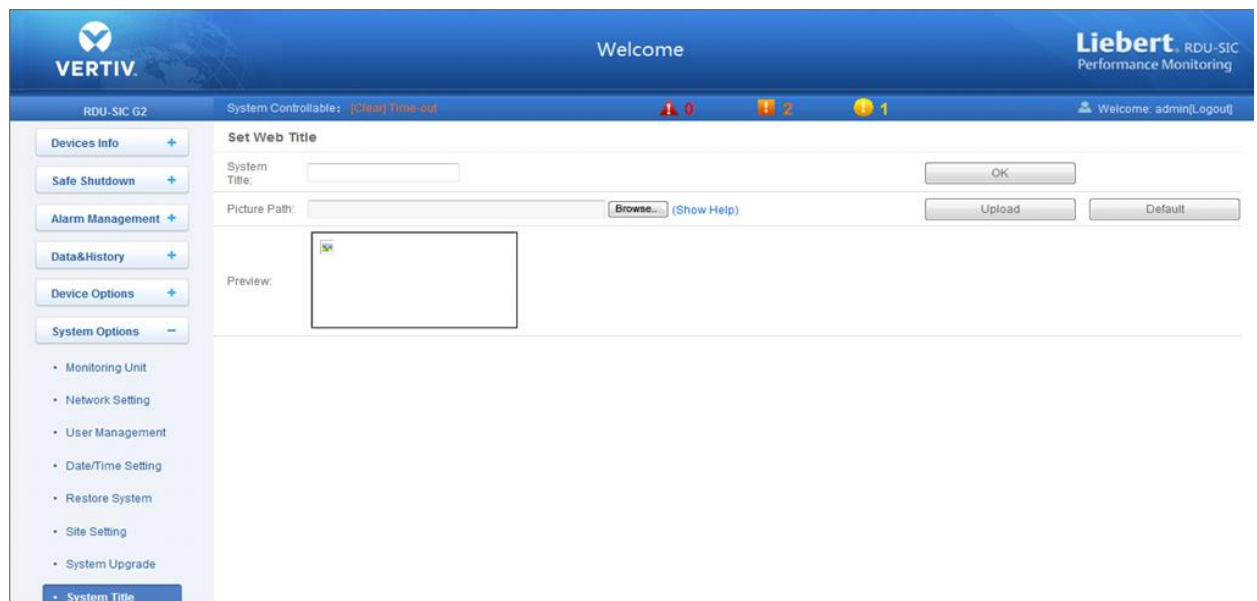 VERTIV.
Welcome
Liebert. RDU-SIC
Performance Monitoring
RDU-SIC G2
System Controllable: [Clear] Time-out
0
2
1
Welcome: admin[Logout]
Devices Info +
Safe Shutdown +
Alarm Management +
Data&History +
Device Options +
System Options −
• Monitoring Unit
• Network Setting
• User Management
• Date/Time Setting
• Restore System
• Site Setting
• System Upgrade
• System Title
Set Web Title
System
Title:
OK
Picture Path:
Browse... (Show Help)
Upload
Default
Preview: